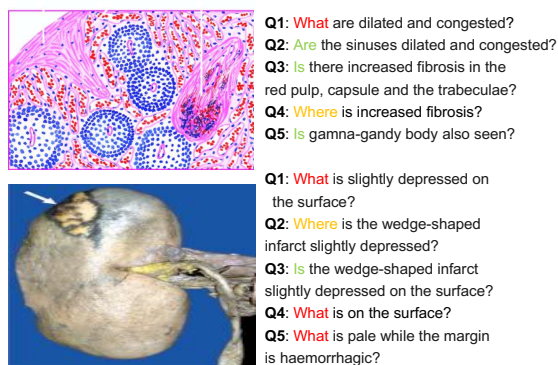 Q1: What are dilated and congested?
Q2: Are the sinuses dilated and congested?
Q3: Is there increased fibrosis in the
red pulp, capsule and the trabeculae?
Q4: Where is increased fibrosis?
Q5: Is gamna-gandy body also seen?
Q1: What is slightly depressed on
the surface?
Q2: Where is the wedge-shaped
infarct slightly depressed?
Q3: Is the wedge-shaped infarct
slightly depressed on the surface?
Q4: What is on the surface?
Q5: What is pale while the margin
is haemorrhagic?